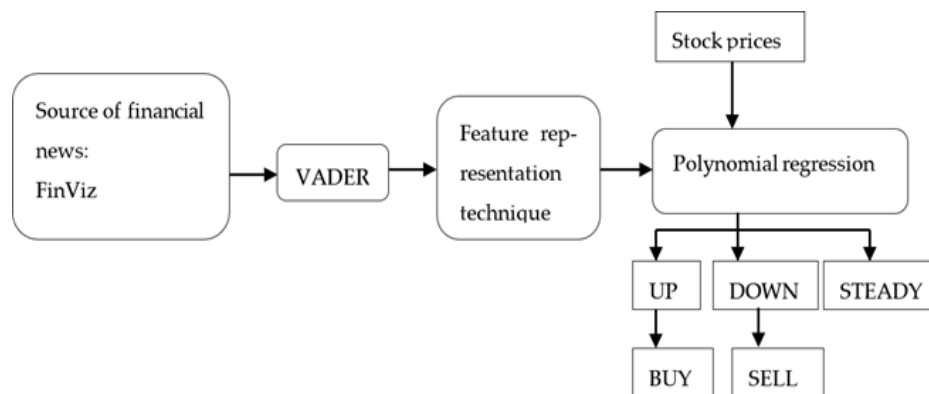 Stock prices
Source of financial
news:
FinViz
VADER
Feature rep-
resentation
technique
Polynomial regression
UP
DOWN
STEADY
BUY
SELL